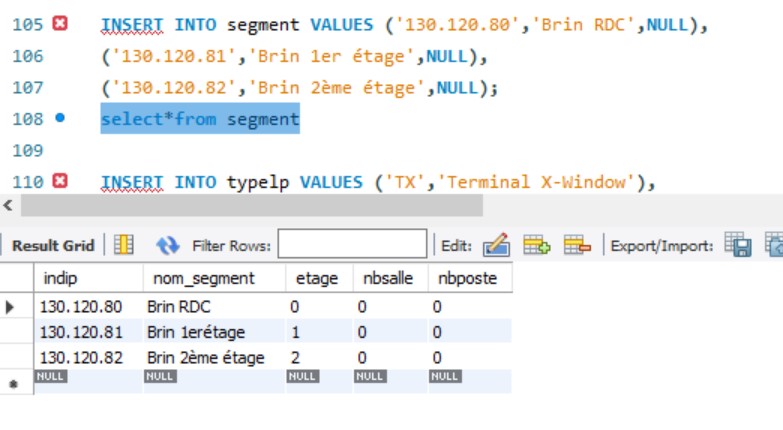 105 INSERT INTO segment VALUES ('130.120.80','Brin RDC',NULL),
106 ('130.120.81','Brin 1er étage',NULL),
107 ('130.120.82','Brin 2ème étage',NULL);
108 select*from segment
109
110 INSERT INTO typelp VALUES ('TX','Terminal X-Window'),
Result Grid Filter Rows: Edit: Export/Import:
indip nom_segment etage nbsalle nbposte
130.120.80 Brin RDC 0 0 0
130.120.81 Brin 1erétage 1 0 0
130.120.82 Brin 2ème étage 2 0 0
NULL NULL NULL NULL NULL